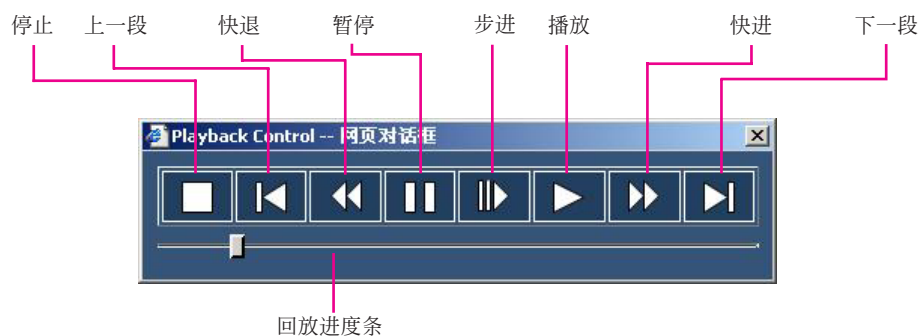 停止 上一段 快退 暂停 步进 播放 快进 下一段
Playback Control -- 网页对话框
回放进度条